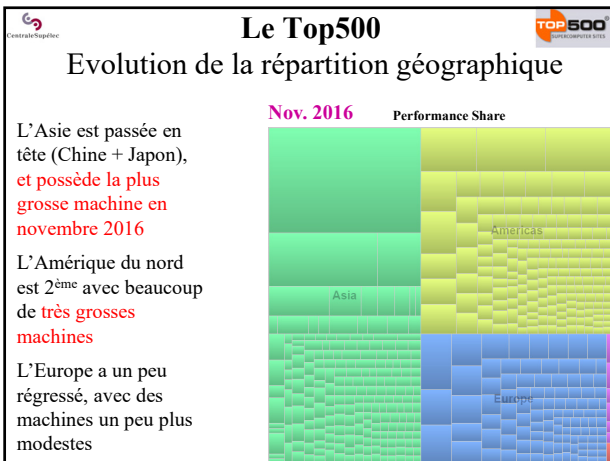 CentraleSupélec
Le Top500
TOP 500
SUPERCOMPUTER SITES
Evolution de la répartition géographique
L'Asie est passée en
tête (Chine + Japon),
et possède la plus
grosse machine en
novembre 2016
L'Amérique du nord
est 2ème avec beaucoup
de très grosses
machines
L'Europe a un peu
régressé, avec des
machines un peu plus
modestes
Nov. 2016
Performance Share
Americas
Asia
Europe